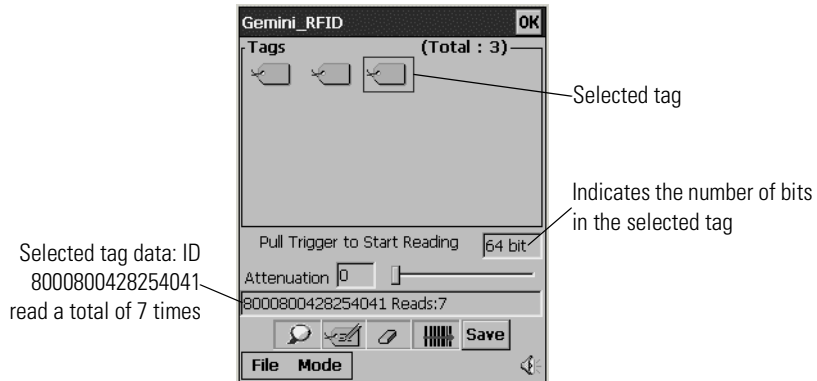 Gemini_RFID OK
Tags (Total : 3)
Selected tag
Indicates the number of bits
in the selected tag
Pull Trigger to Start Reading 64 bit
Selected tag data: ID
8000800428254041
read a total of 7 times
Attenuation 0
8000800428254041 Reads:7
Save
File Mode